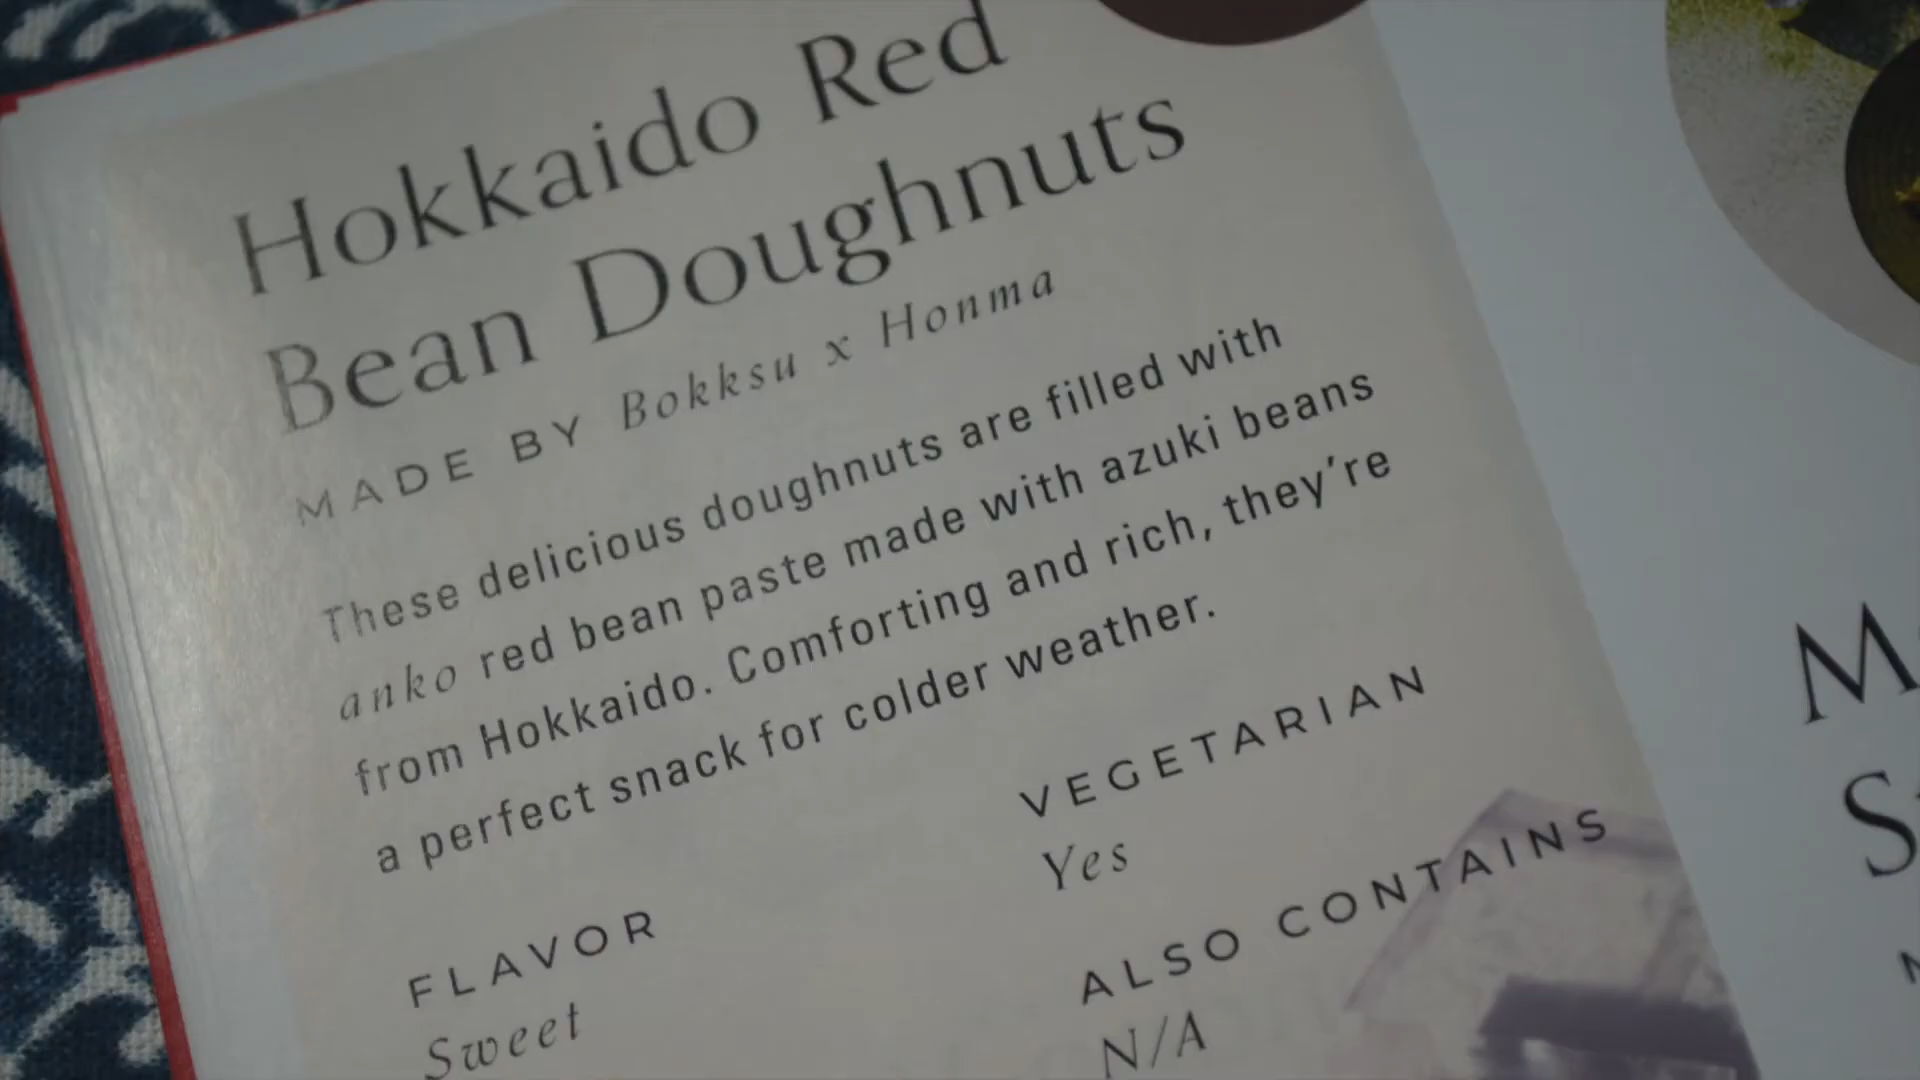 Hokkaido Red
Bean Doughnuts
MADE BY Bokksu x Honma
These delicious doughnuts are filled with
anko red bean paste made with azuki beans
from Hokkaido. Comforting and rich, they're
a perfect snack for colder weather.
VEGETARIAN
Yes
FLAVOR
Sweet
ALSO CONTAINS
N/A